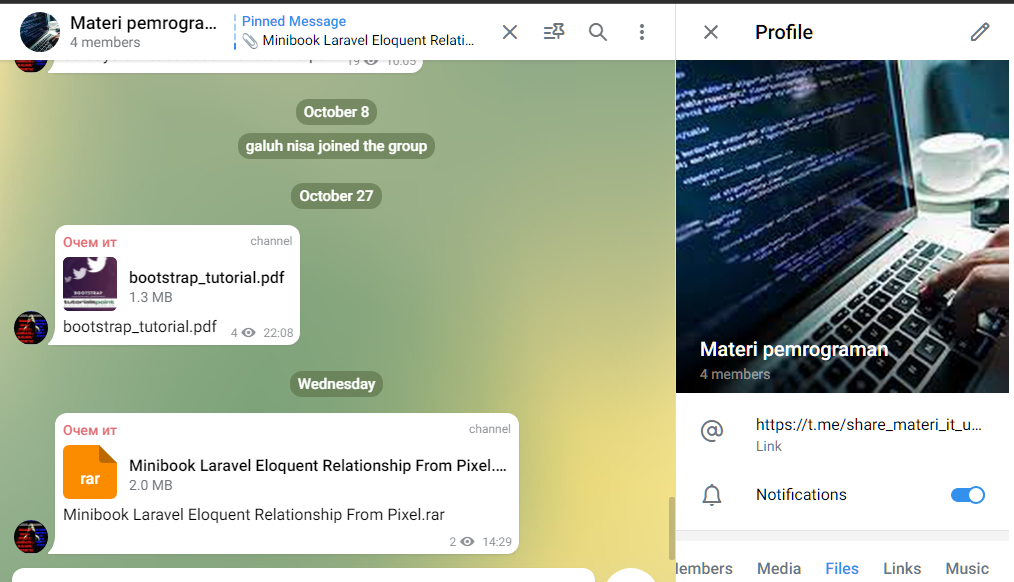 Materi pemrogra...
4 members
Pinned Message
Minibook Laravel Eloquent Relati...
19 10:05
October 8
galuh nisa joined the group
October 27
Очем ит channel
bootstrap_tutorial.pdf
1.3 MB
BOOTSTRAP
tutorialspoint
bootstrap_tutorial.pdf 4 22:08
Wednesday
Очем ит channel
rar
Minibook Laravel Eloquent Relationship From Pixel....
2.0 MB
Minibook Laravel Eloquent Relationship From Pixel.rar
2 14:29
Profile
Materi pemrograman
4 members
https://t.me/share_materi_it_u...
Link
Notifications
Members Media Files Links Music